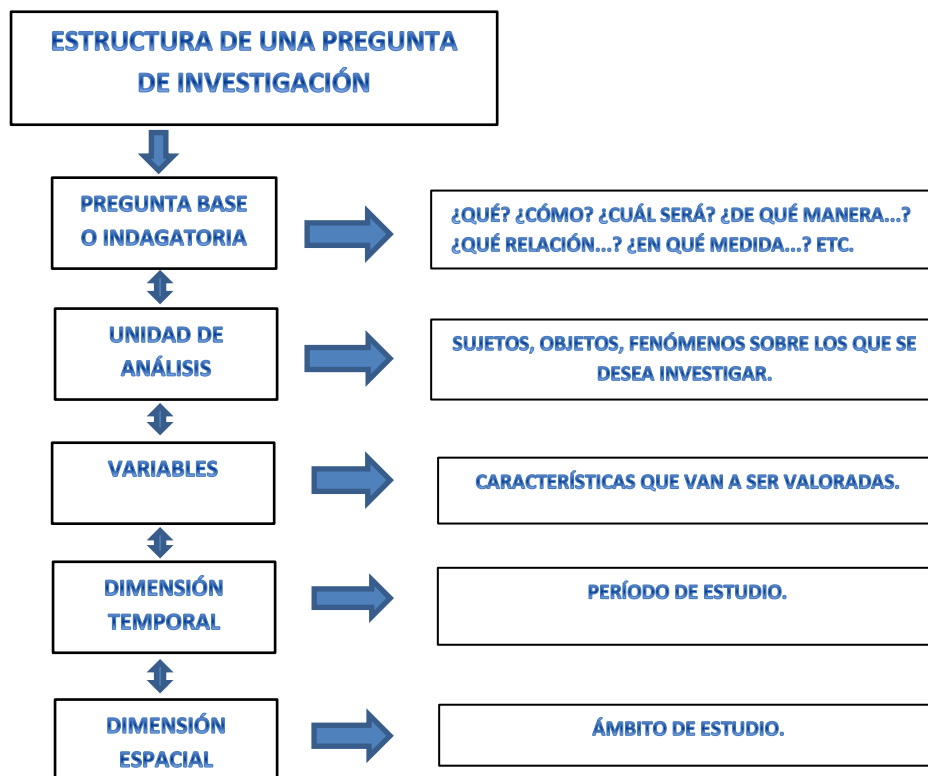 ESTRUCTURA DE UNA PREGUNTA
DE INVESTIGACIÓN
PREGUNTA BASE
O INDAGATORIA
¿QUÉ? ¿CÓMO? ¿CUÁL SERÁ? ¿DE QUÉ MANERA...?
¿QUÉ RELACIÓN...? ¿EN QUÉ MEDIDA...? ETC.
UNIDAD DE
ANÁLISIS
SUJETOS, OBJETOS, FENÓMENOS SOBRE LOS QUE SE
DESEA INVESTIGAR.
VARIABLES
CARACTERÍSTICAS QUE VAN A SER VALORADAS.
DIMENSIÓN
TEMPORAL
PERÍODO DE ESTUDIO.
DIMENSIÓN
ESPACIAL
ÁMBITO DE ESTUDIO.